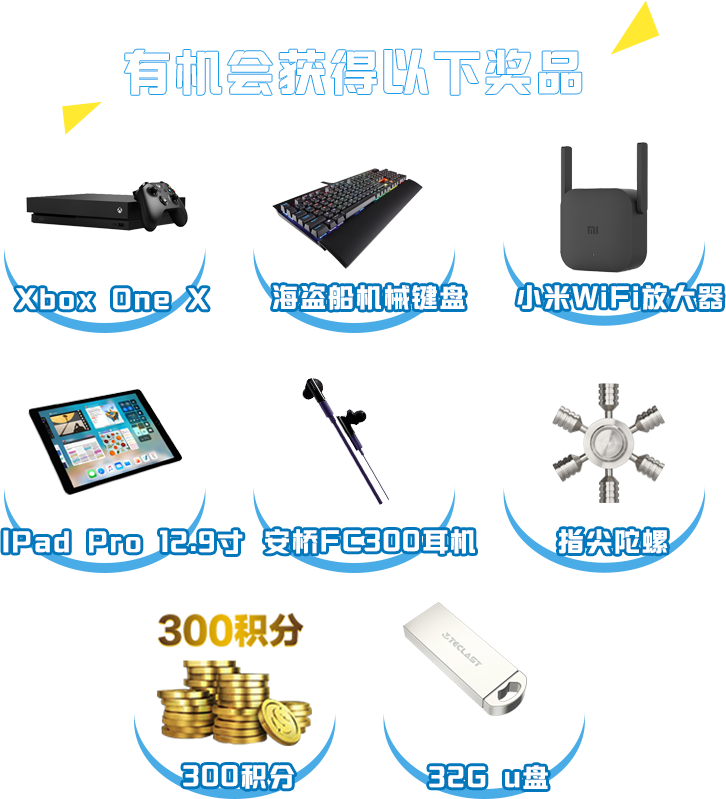 有机会获得以下奖品
Xbox One X
海盗船机械键盘
小米WiFi放大器
IPad Pro 12.9寸
安桥FC300耳机
指尖陀螺
300积分
TECLAST
300积分
32G u盘